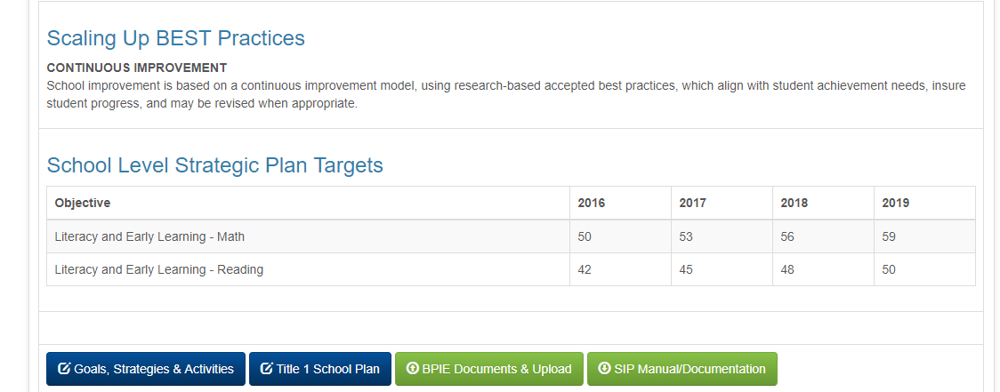 Scaling Up BEST Practices
CONTINUOUS IMPROVEMENT
School improvement is based on a continuous improvement model, using research-based accepted best practices, which align with student achievement needs, insure
student progress, and may be revised when appropriate.
School Level Strategic Plan Targets
Objective 2016 2017 2018 2019
Literacy and Early Learning - Math 50 53 56 59
Literacy and Early Learning - Reading 42 45 48 50
Goals, Strategies & Activities Title 1 School Plan BPIE Documents & Upload SIP Manual/Documentation